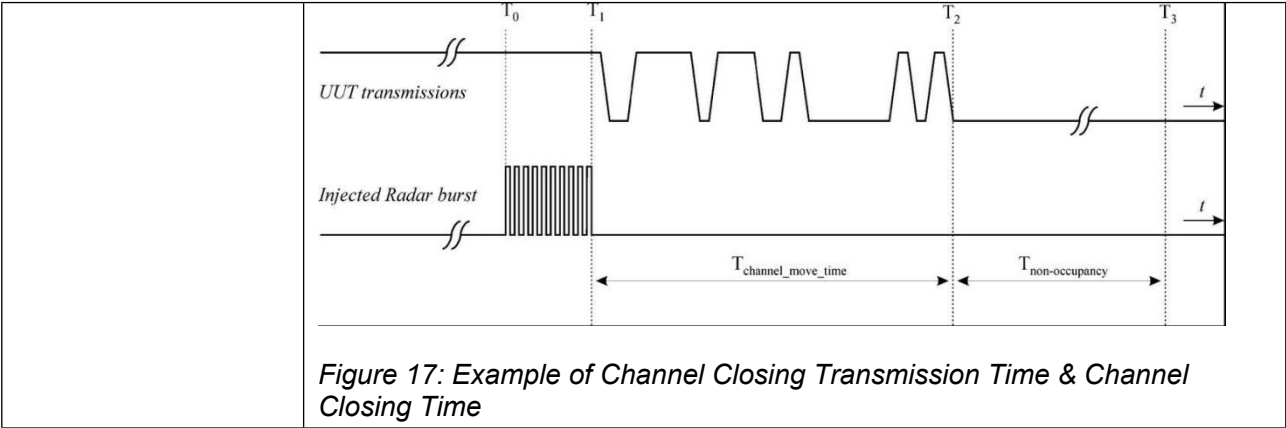 T0 T1 T2 T3
UUT transmissions
t
Injected Radar burst
t
Tchannel_move_time Tnon-occupancy
Figure 17: Example of Channel Closing Transmission Time & Channel
Closing Time